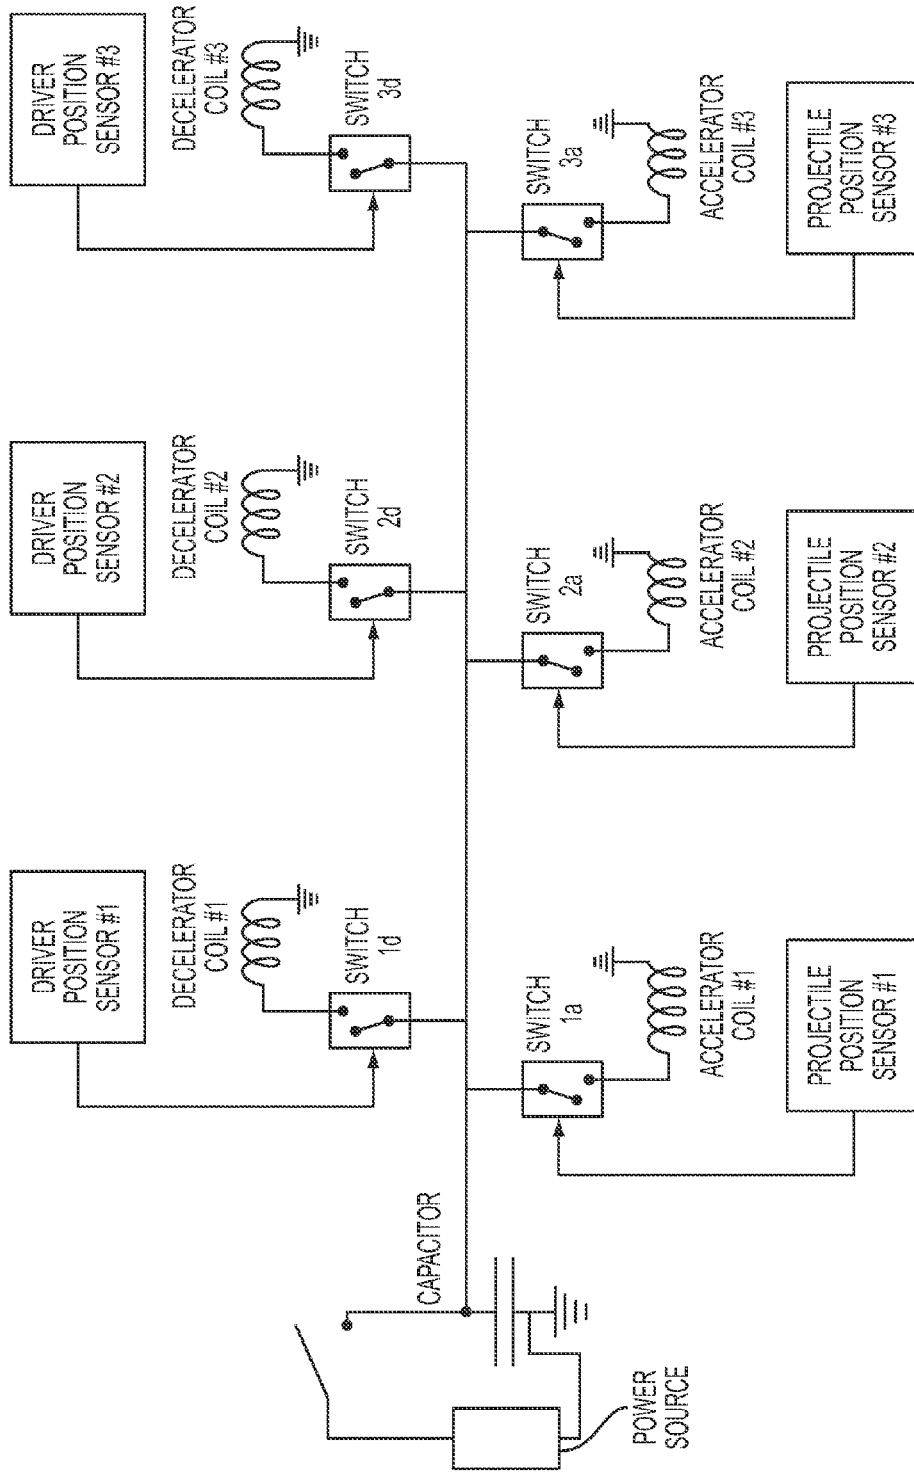 DRIVER
POSITION
SENSOR #1
DRIVER
POSITION
SENSOR #2
DRIVER
POSITION
SENSOR #3
DECELERATOR
COIL #1
DECELERATOR
COIL #2
DECELERATOR
COIL #3
SWITCH
1d
SWITCH
2d
SWITCH
3d
CAPACITOR
SWITCH
1a
SWITCH
2a
SWITCH
3a
POWER
SOURCE
ACCELERATOR
COIL #1
ACCELERATOR
COIL #2
ACCELERATOR
COIL #3
PROJECTILE
POSITION
SENSOR #1
PROJECTILE
POSITION
SENSOR #2
PROJECTILE
POSITION
SENSOR #3